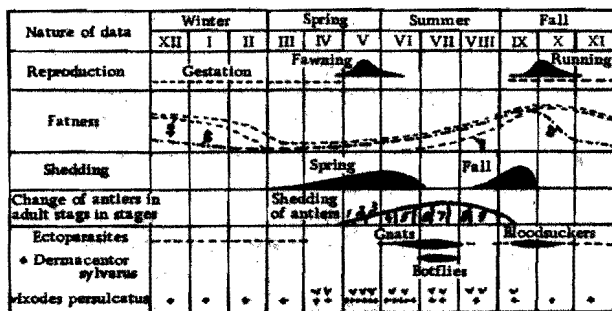 Nature of data Winter Spring Summer Fall
XII I II III IV V VI VII VIII IX X XI
Reproduction Gestation Fawning Running
Fatness
Shedding Spring Fall
Change of antlers in Shedding
adult stags in stages of antlers
Ectoparasites Gnats Bloodsuckers
Dermacentor Botflies
sylvarus
Mxodes persulcatus